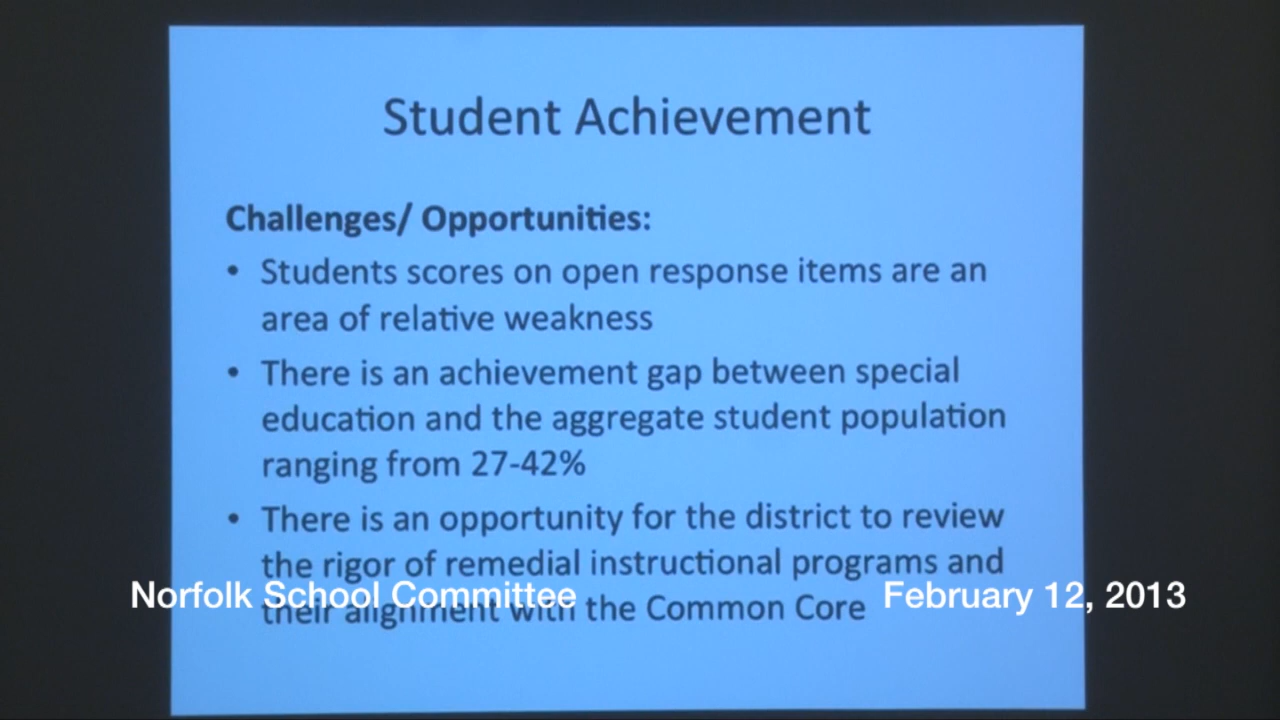 Student Achievement
Challenges/ Opportunities:
• Students scores on open response items are an
area of relative weakness
• There is an achievement gap between special
education and the aggregate student population
ranging from 27-42%
• There is an opportunity for the district to review
the rigor of remedial instructional programs and
their alignment with the Common Core
Norfolk School Committee
February 12, 2013